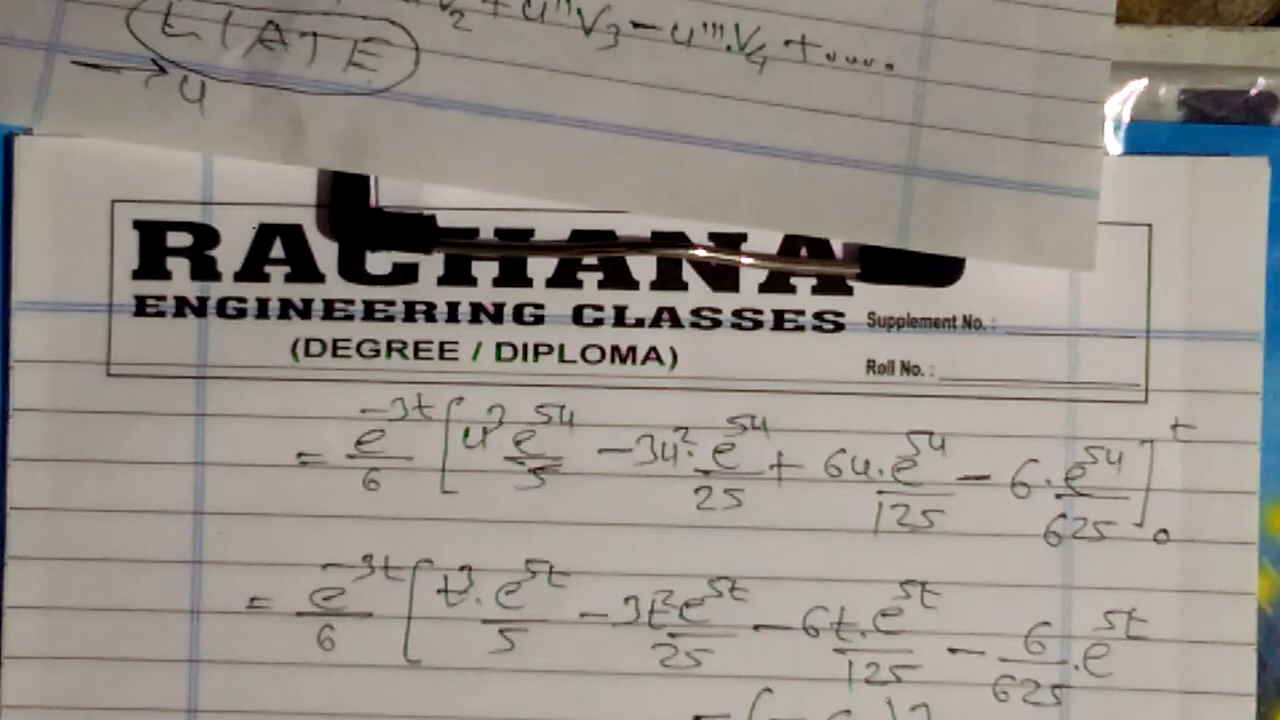 V₂ + u''V₃ - u'''.V₄ + .....
LIATE
→ u
RACHANA
ENGINEERING CLASSES
(DEGREE / DIPLOMA)
Supplement No. :
Roll No. :
= e^{-3t}/6 [u³ e^{5u}/5 - 3u². e^{5u}/25 + 6u. e^{5u}/125 - 6. e^{5u}/625]₀^t
= e^{-3t}/6 [t³. e^{5t}/5 - 3t² e^{5t}/25 - 6t. e^{5t}/125 - 6/625 . e^{5t}